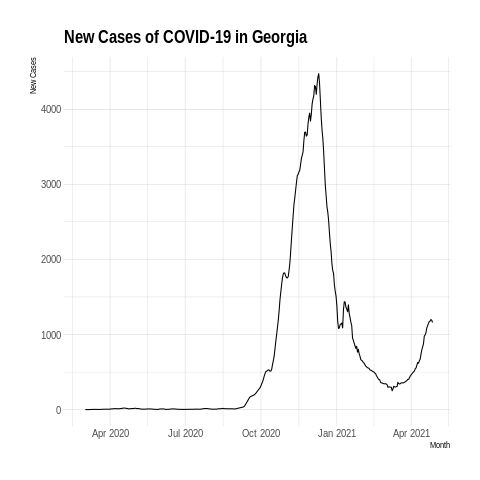 New Cases of COVID-19 in Georgia
New Cases
4000
3000
2000
1000
0
Apr 2020
Jul 2020
Oct 2020
Jan 2021
Apr 2021
Month